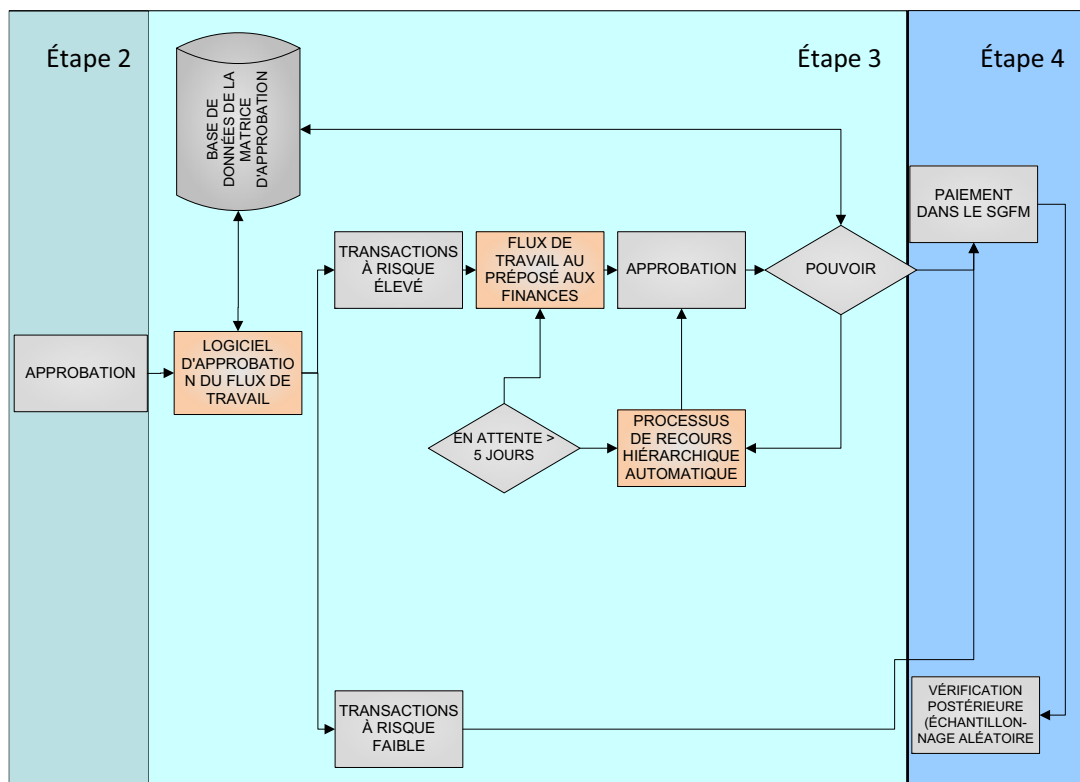 Étape 2
Étape 3
Étape 4
BASE DE
DONNÉES DE LA
MATRICE
D'APPROBATION
PAIEMENT
DANS LE SGFM
TRANSACTIONS
À RISQUE
ÉLEVÉ
FLUX DE
TRAVAIL AU
PRÉPOSÉ AUX
FINANCES
APPROBATION
POUVOIR
APPROBATION
LOGICIEL
D'APPROBATIO
N DU FLUX DE
TRAVAIL
EN ATTENTE >
5 JOURS
PROCESSUS
DE RECOURS
HIÉRARCHIQUE
AUTOMATIQUE
TRANSACTIONS
À RISQUE
FAIBLE
VÉRIFICATION
POSTÉRIEURE
(ÉCHANTILLON-
NAGE ALÉATOIRE